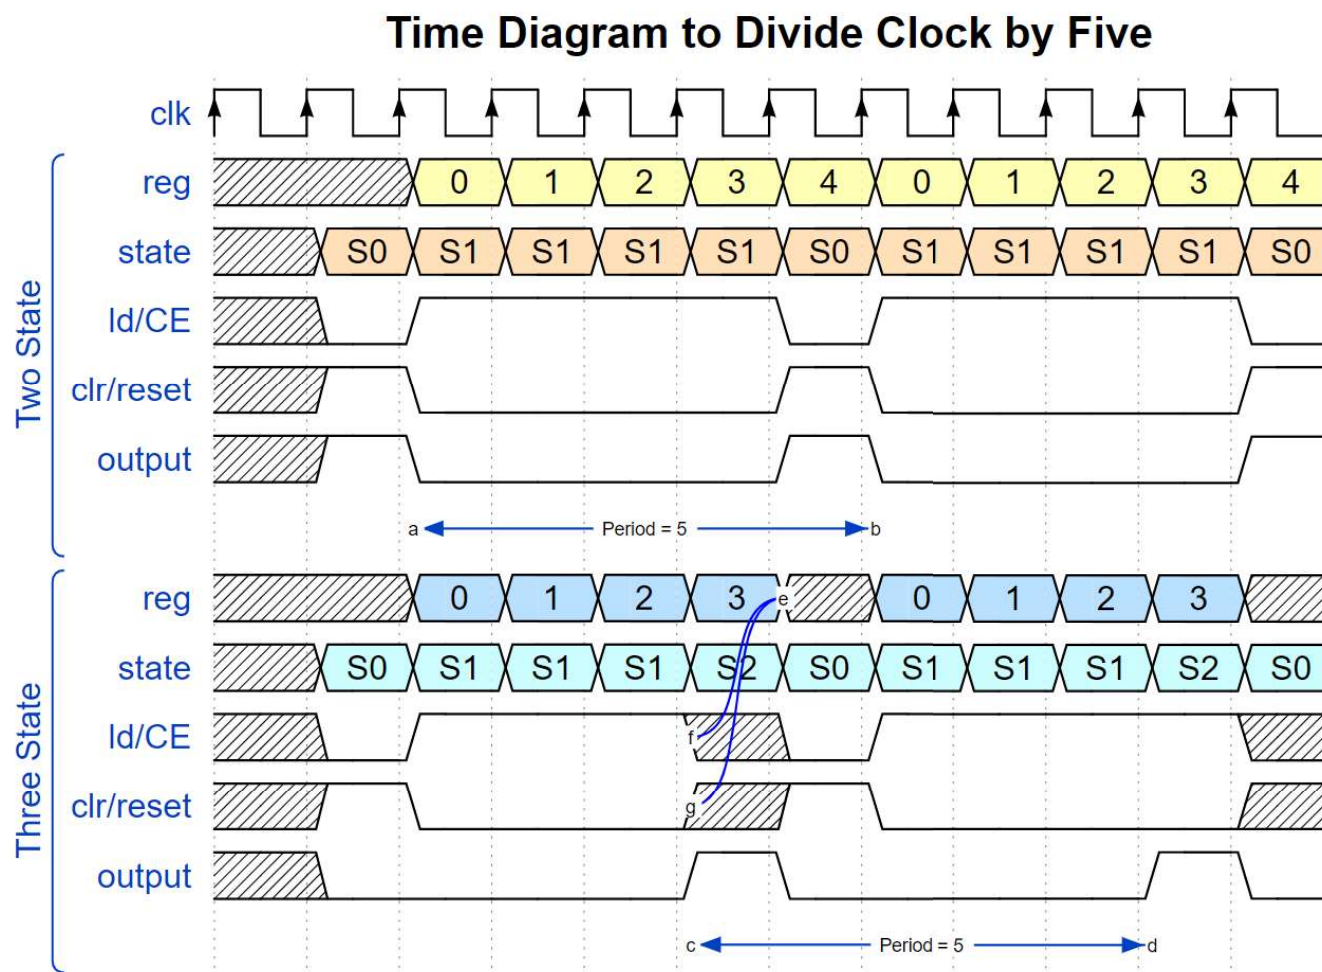 Time Diagram to Divide Clock by Five
clk
Two State
reg 0 1 2 3 4 0 1 2 3 4
state S0 S1 S1 S1 S1 S0 S1 S1 S1 S1 S0
ld/CE
clr/reset
output
a Period = 5 b
Three State
reg 0 1 2 3 e 0 1 2 3
state S0 S1 S1 S1 S2 S0 S1 S1 S1 S2 S0
ld/CE f
clr/reset g
output
c Period = 5 d